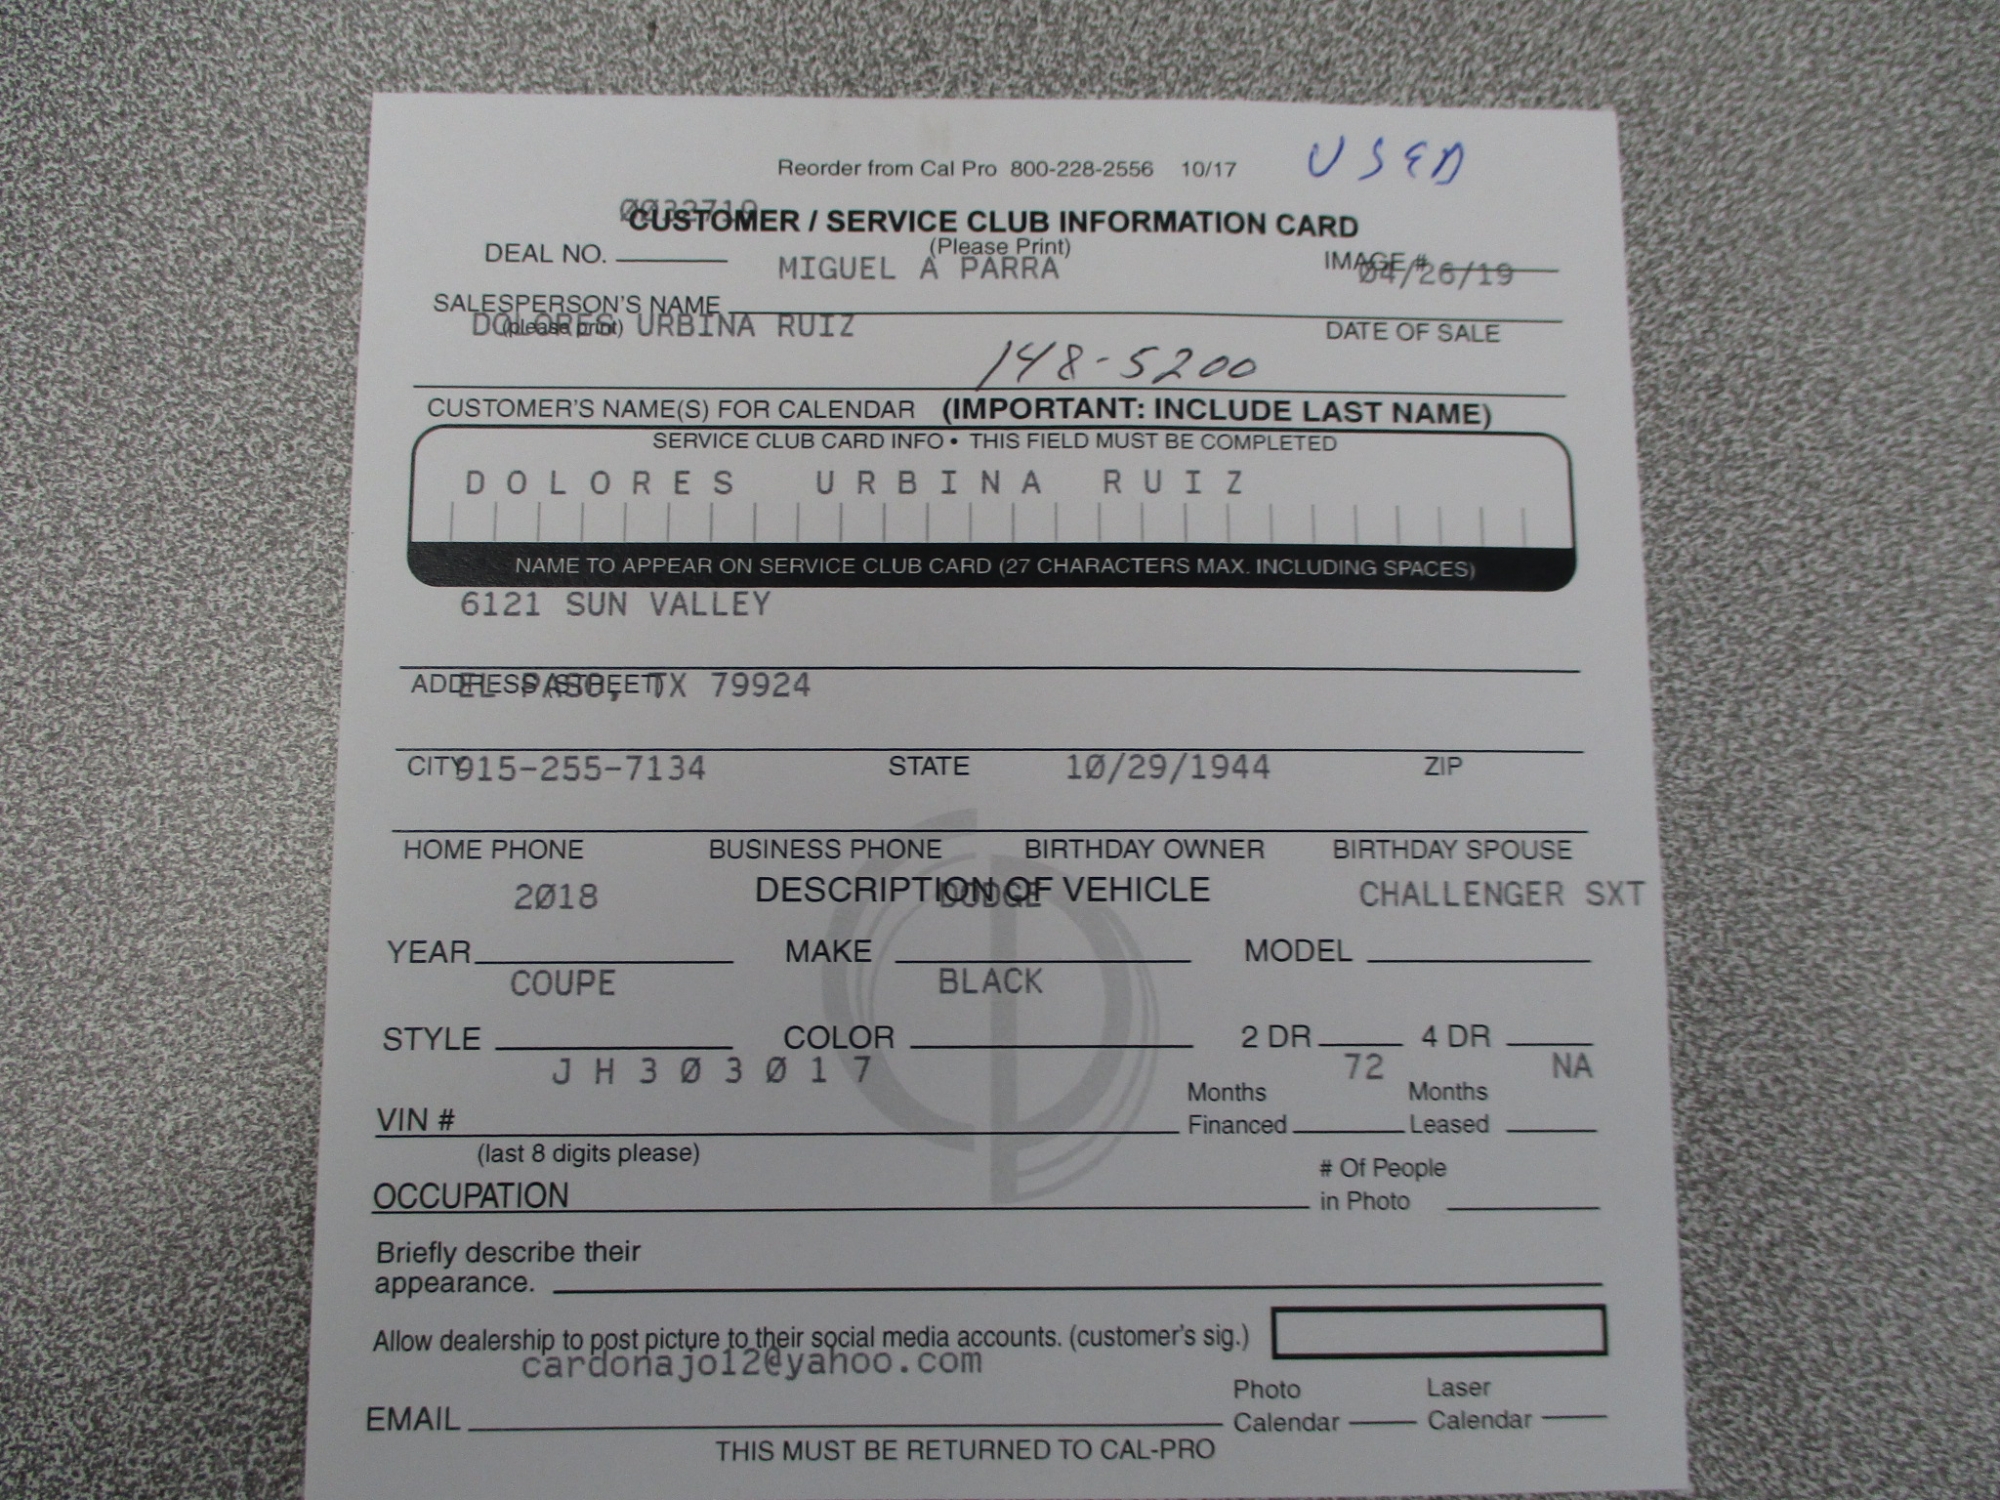 Reorder from Cal Pro 800-228-2556 10/17 USED
0033719
CUSTOMER / SERVICE CLUB INFORMATION CARD
(Please Print)
DEAL NO. MIGUEL A PARRA IMAGE # 04/26/19
SALESPERSON'S NAME
(please print) DOLORES URBINA RUIZ DATE OF SALE
148-5200
CUSTOMER'S NAME(S) FOR CALENDAR (IMPORTANT: INCLUDE LAST NAME)
SERVICE CLUB CARD INFO • THIS FIELD MUST BE COMPLETED
DOLORES URBINA RUIZ
NAME TO APPEAR ON SERVICE CLUB CARD (27 CHARACTERS MAX. INCLUDING SPACES)
6121 SUN VALLEY
ADDRESS (STREET) EL PASO, TX 79924
CITY 915-255-7134 STATE 10/29/1944 ZIP
HOME PHONE BUSINESS PHONE BIRTHDAY OWNER BIRTHDAY SPOUSE
2018 DESCRIPTION OF VEHICLE DODGE CHALLENGER SXT
YEAR MAKE MODEL
COUPE BLACK
STYLE COLOR 2 DR 4 DR
JH303017 72 NA
VIN # Months Financed Months Leased
(last 8 digits please)
OCCUPATION # Of People in Photo
Briefly describe their
appearance.
Allow dealership to post picture to their social media accounts. (customer's sig.)
cardonajo12@yahoo.com
EMAIL Photo Calendar Laser Calendar
THIS MUST BE RETURNED TO CAL-PRO